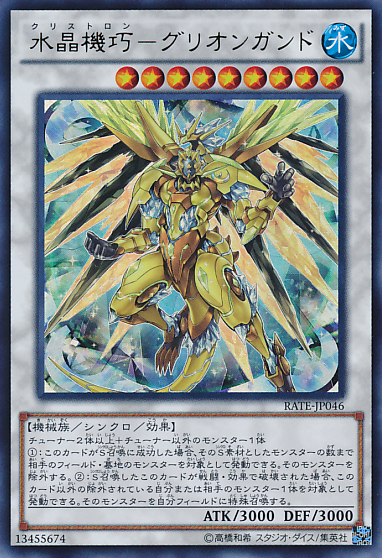 クリストロン
水晶機巧－グリオンガンド
水
RATE-JP046
【機械族／シンクロ／効果】
チューナー2体以上＋チューナー以外のモンスター1体
①：このカードがS召喚に成功した場合、そのS素材としたモンスターの数まで
相手のフィールド・墓地のモンスターを対象として発動できる。そのモンスター
を除外する。②：S召喚したこのカードが戦闘・効果で破壊された場合、このカ
ード以外の除外されている自分または相手のモンスター1体を対象として
発動できる。そのモンスターを自分フィールドに特殊召喚する。
ATK/3000 DEF/3000
13455674
©高橋和希 スタジオ・ダイス/集英社